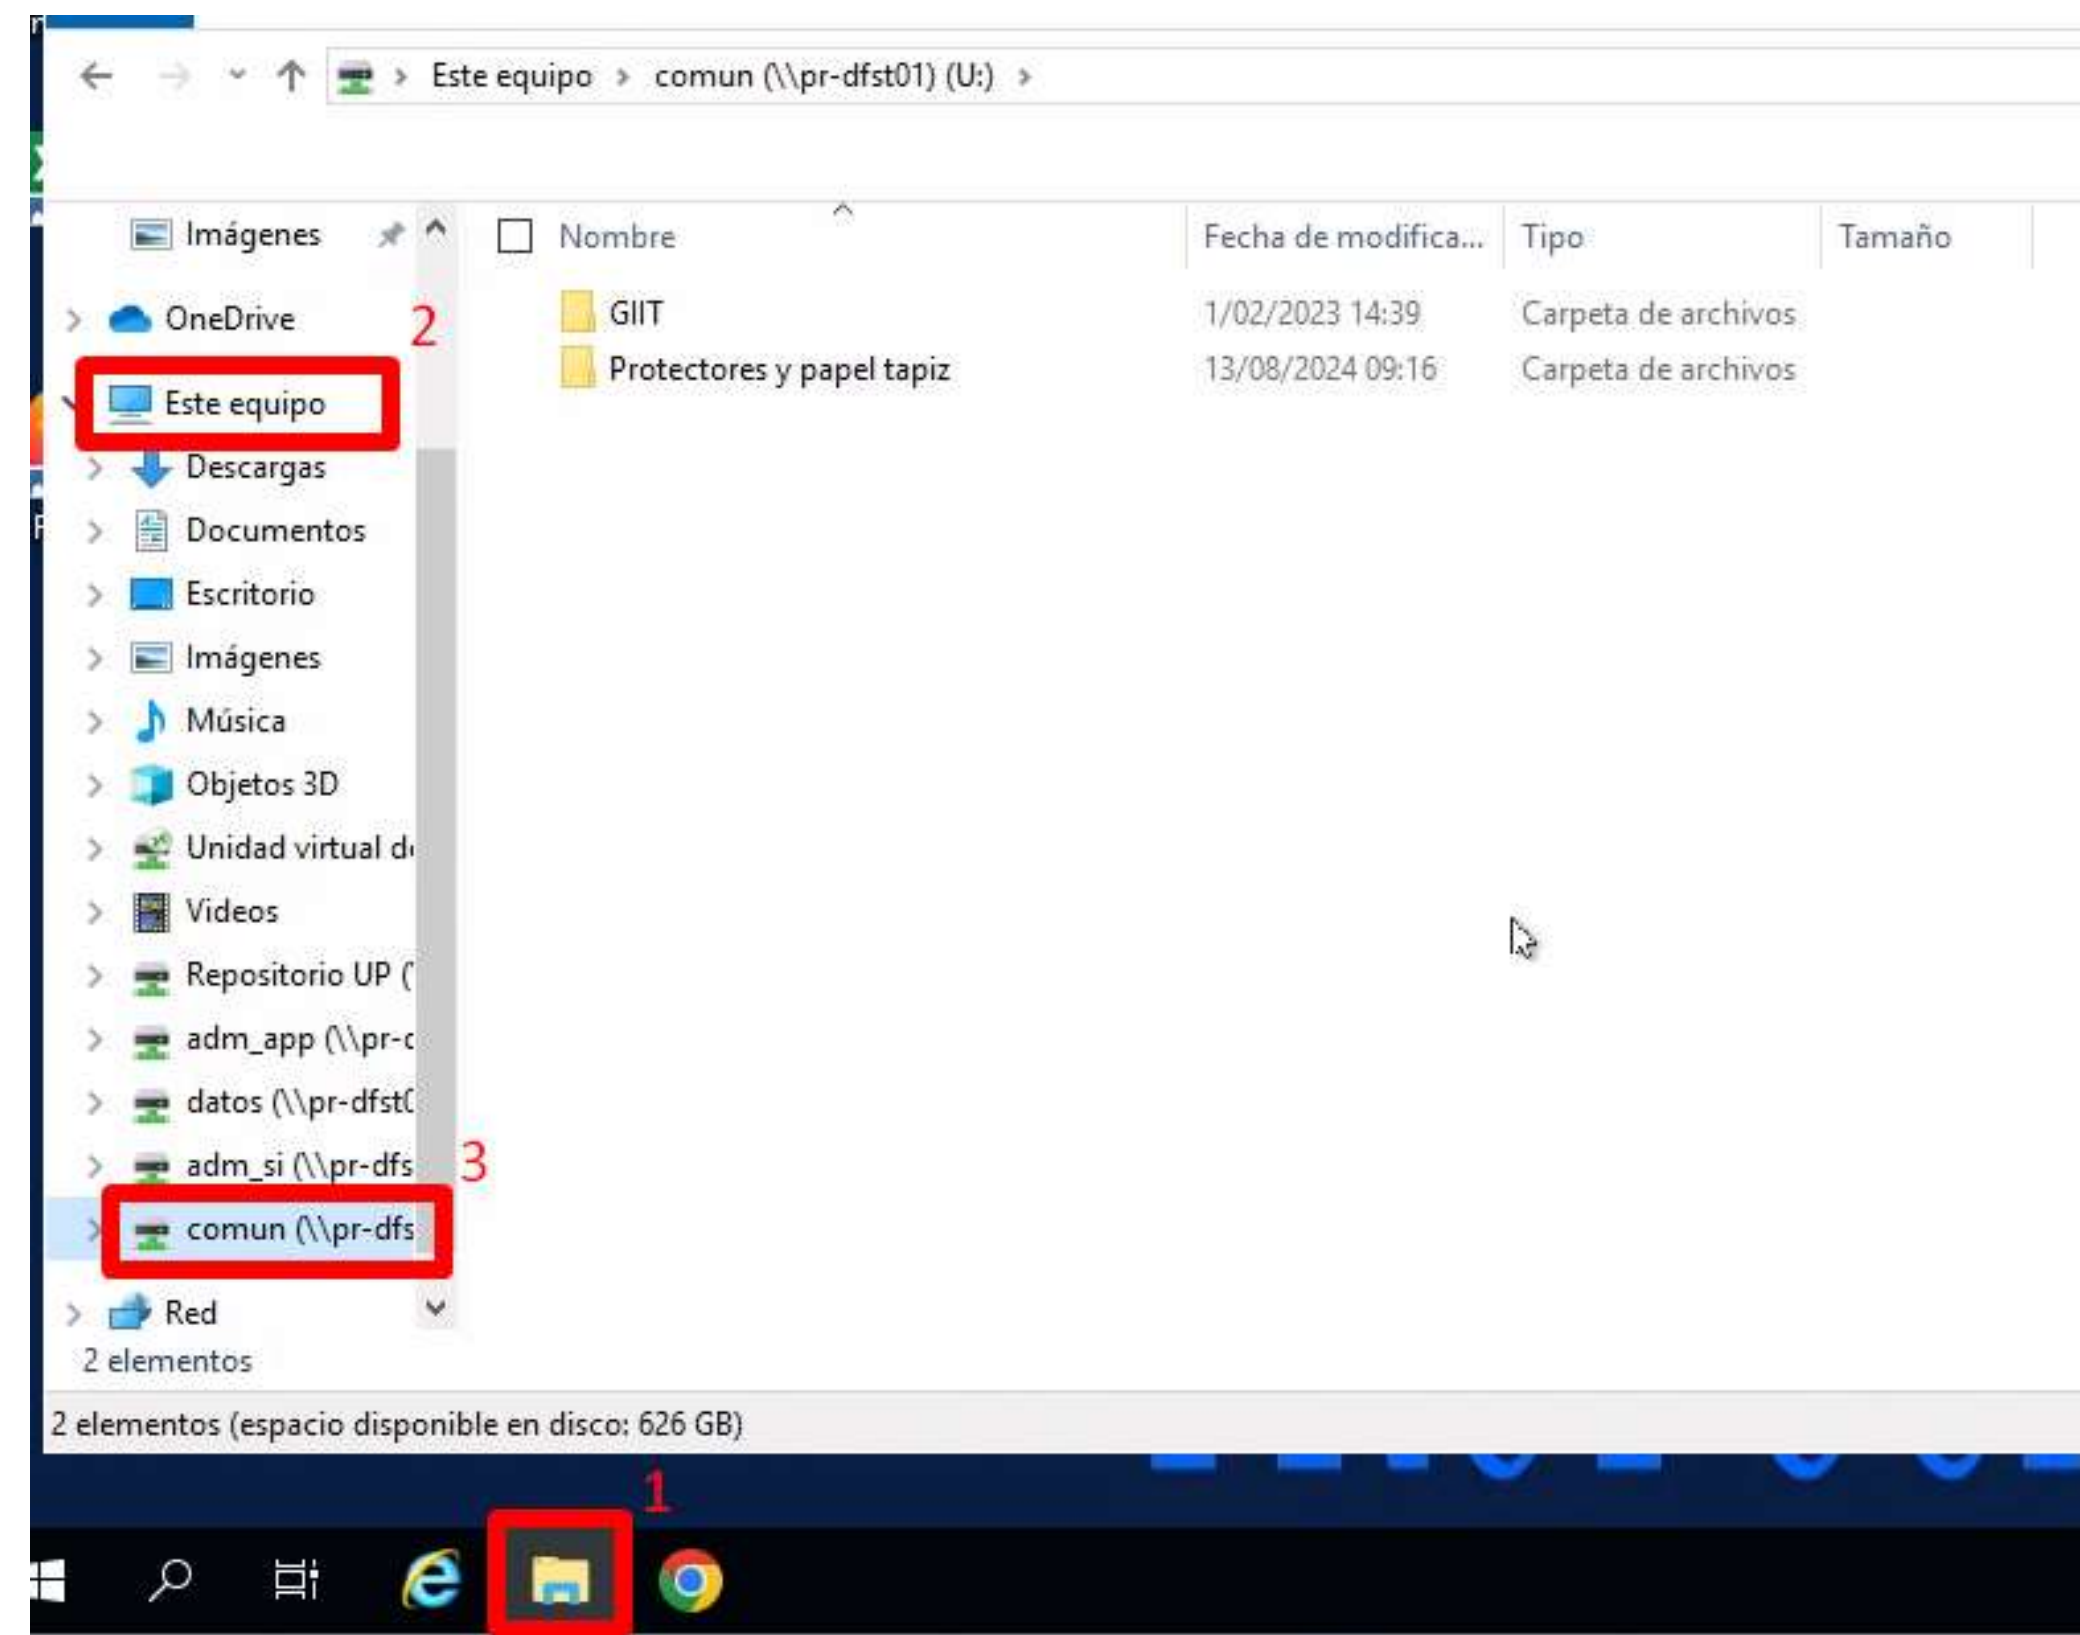 Este equipo > comun (\\pr-dfst01) (U:) >
Imágenes
Nombre
Fecha de modifica...
Tipo
Tamaño
OneDrive
2
GIIT
1/02/2023 14:39
Carpeta de archivos
Protectores y papel tapiz
13/08/2024 09:16
Carpeta de archivos
Este equipo
Descargas
Documentos
Escritorio
Imágenes
Música
Objetos 3D
Unidad virtual d
Videos
Repositorio UP (
adm_app (\\pr-d
datos (\\pr-dfst0
adm_si (\\pr-dfs
3
comun (\\pr-dfs
Red
2 elementos
2 elementos (espacio disponible en disco: 626 GB)
1